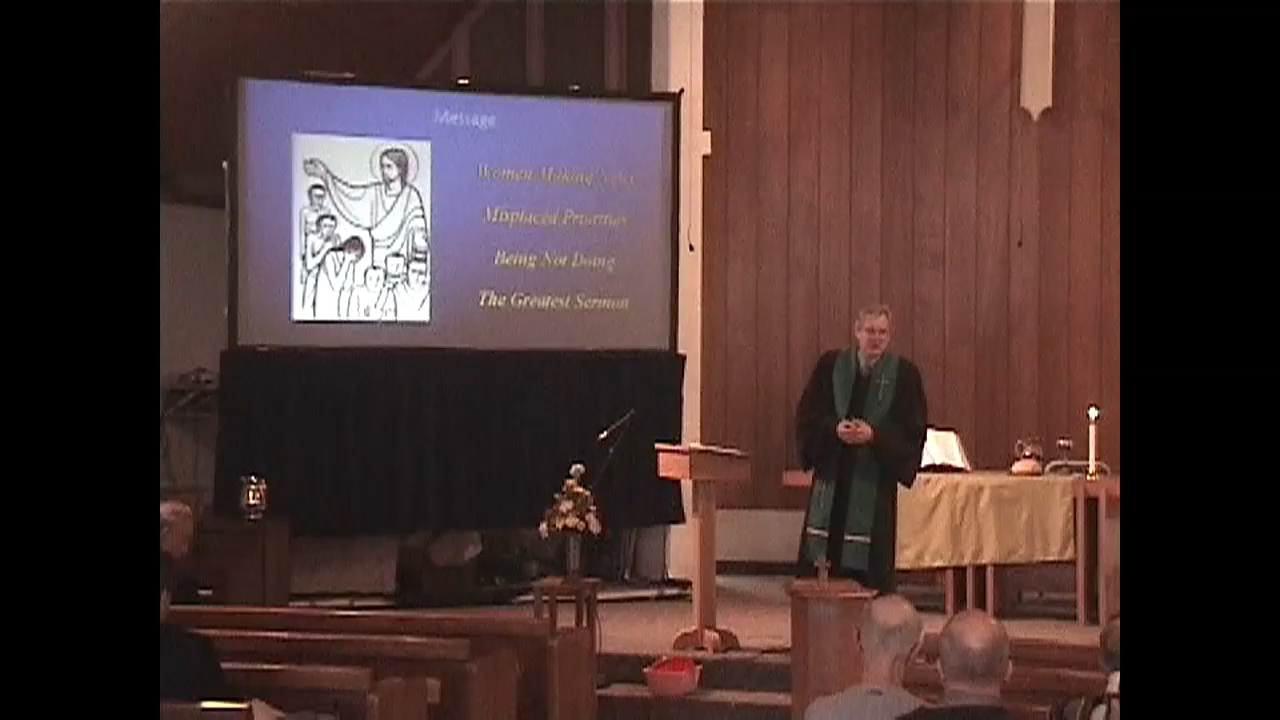 Message
Women Making
Misplaced Priorities
Being Not Doing
The Greatest Sermon